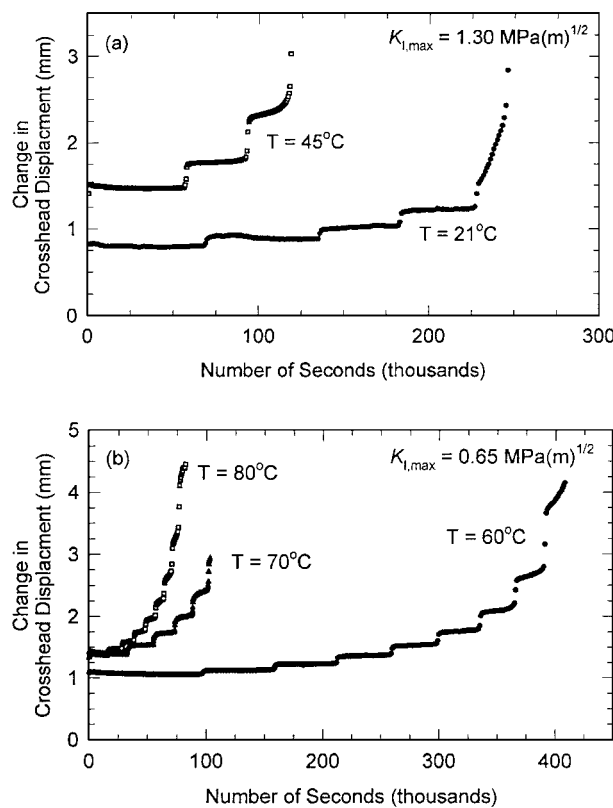 (a)
K_I,max = 1.30 MPa(m)^1/2
3
2
1
0
T = 45°C
T = 21°C
Change in
Crosshead Displacment (mm)
0 100 200 300
Number of Seconds (thousands)
(b)
K_I,max = 0.65 MPa(m)^1/2
5
4
3
2
1
0
T = 80°C
T = 70°C
T = 60°C
Change in
Crosshead Displacment (mm)
0 100 200 300 400
Number of Seconds (thousands)